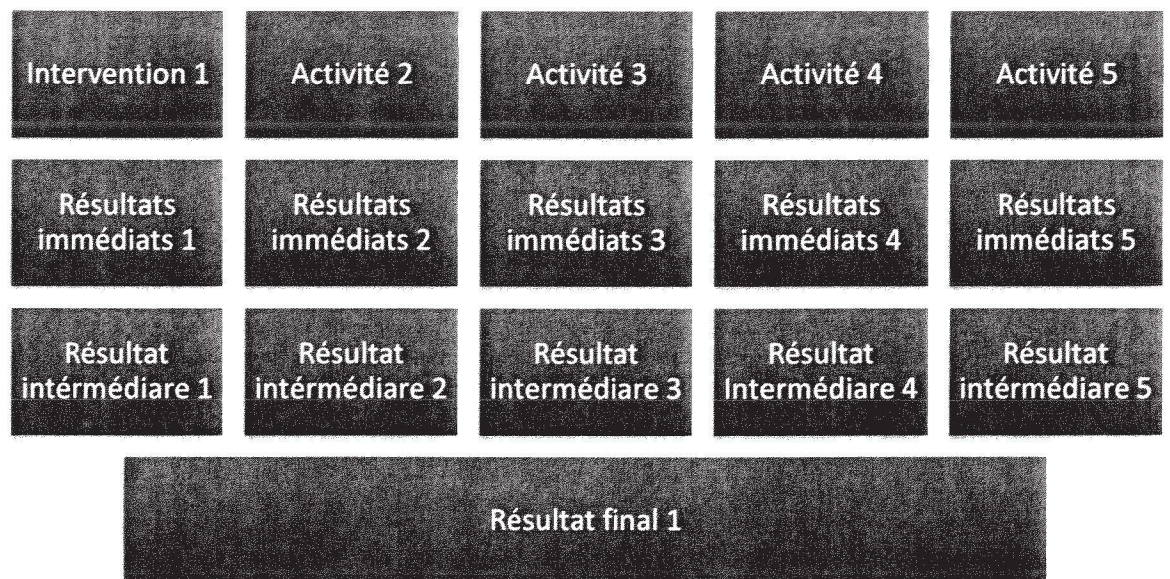 Intervention 1
Activité 2
Activité 3
Activité 4
Activité 5
Résultats
immédiats 1
Résultats
immédiats 2
Résultats
immédiats 3
Résultats
immédiats 4
Résultats
immédiats 5
Résultat
intérmédiare 1
Résultat
intérmédiare 2
Résultat
intermédiare 3
Résultat
Intermédiare 4
Résultat
intérmédiare 5
Résultat final 1